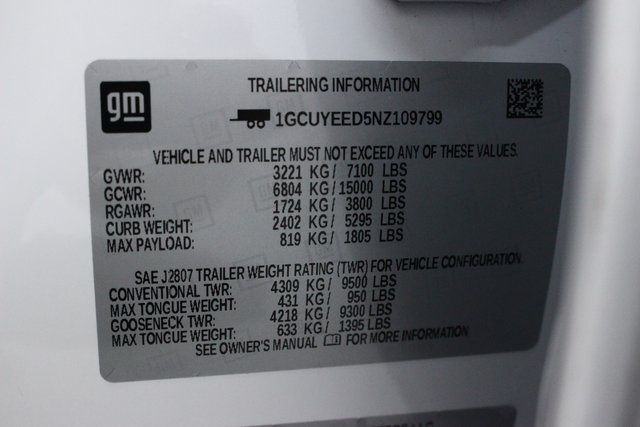 gm
TRAILERING INFORMATION
1GCUYEED5NZ109799
VEHICLE AND TRAILER MUST NOT EXCEED ANY OF THESE VALUES.
GVWR: 3221 KG/ 7100 LBS
GCWR: 6804 KG/ 15000 LBS
RGAWR: 1724 KG/ 3800 LBS
CURB WEIGHT: 2402 KG/ 5295 LBS
MAX PAYLOAD: 819 KG/ 1805 LBS
SAE J2807 TRAILER WEIGHT RATING (TWR) FOR VEHICLE CONFIGURATION.
CONVENTIONAL TWR: 4309 KG/ 9500 LBS
MAX TONGUE WEIGHT: 431 KG/ 950 LBS
GOOSENECK TWR: 4218 KG/ 9300 LBS
MAX TONGUE WEIGHT: 633 KG/ 1395 LBS
SEE OWNER'S MANUAL FOR MORE INFORMATION